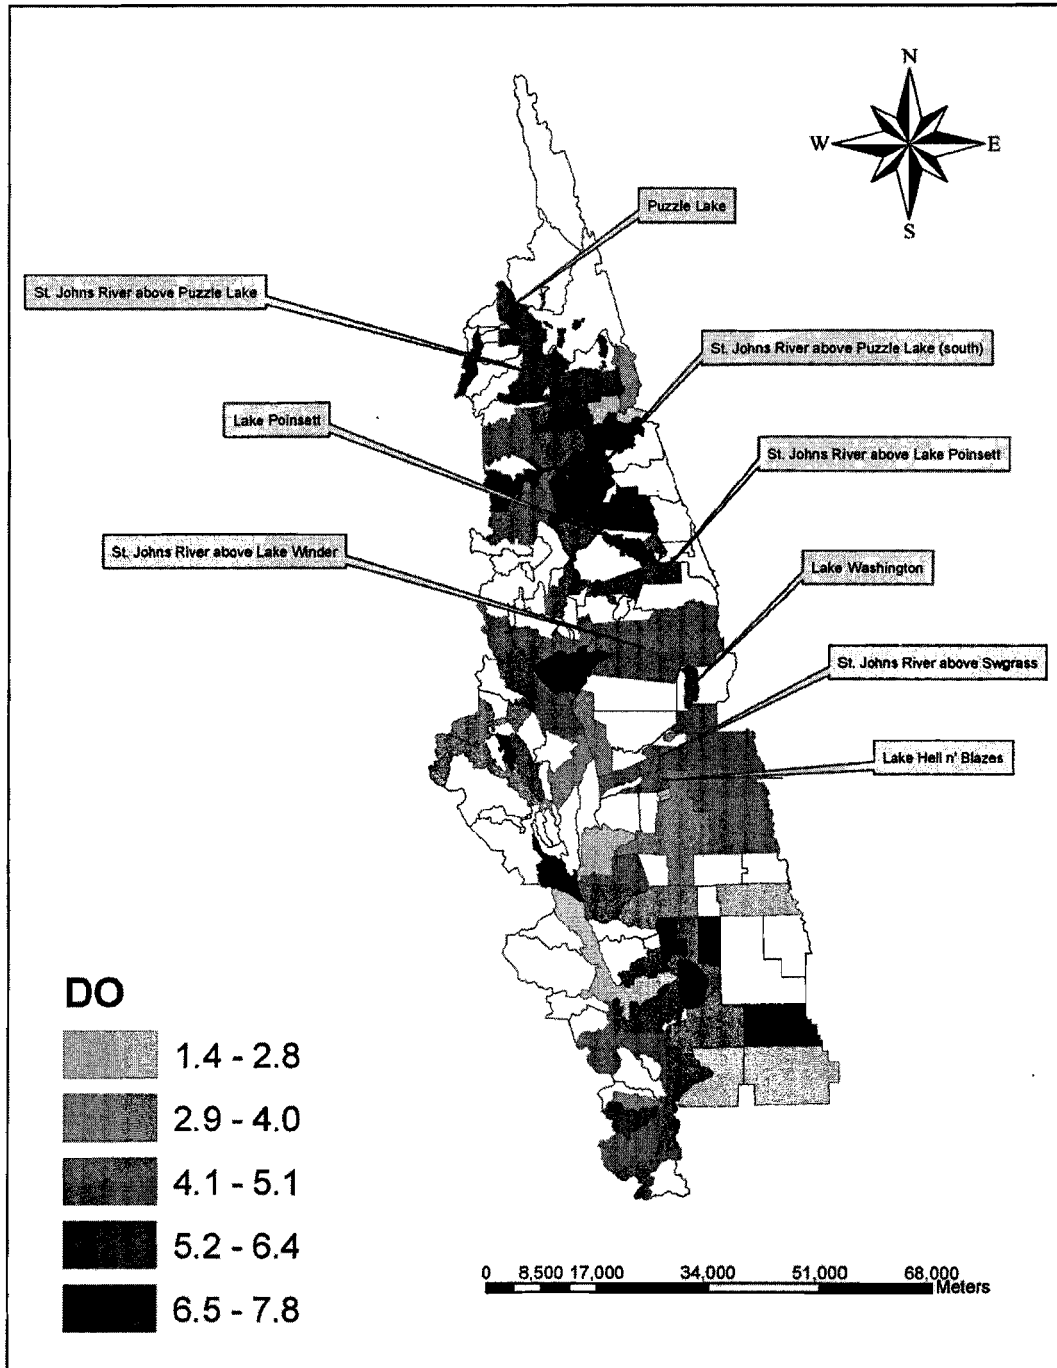 N
W E
S
Puzzle Lake
St. Johns River above Puzzle Lake
St. Johns River above Puzzle Lake (south)
Lake Poinsett
St. Johns River above Lake Poinsett
St. Johns River above Lake Winder
Lake Washington
St. Johns River above Swgrass
Lake Hell n' Blazes
DO
1.4 - 2.8
2.9 - 4.0
4.1 - 5.1
5.2 - 6.4
6.5 - 7.8
0 8,500 17,000 34,000 51,000 68,000
Meters